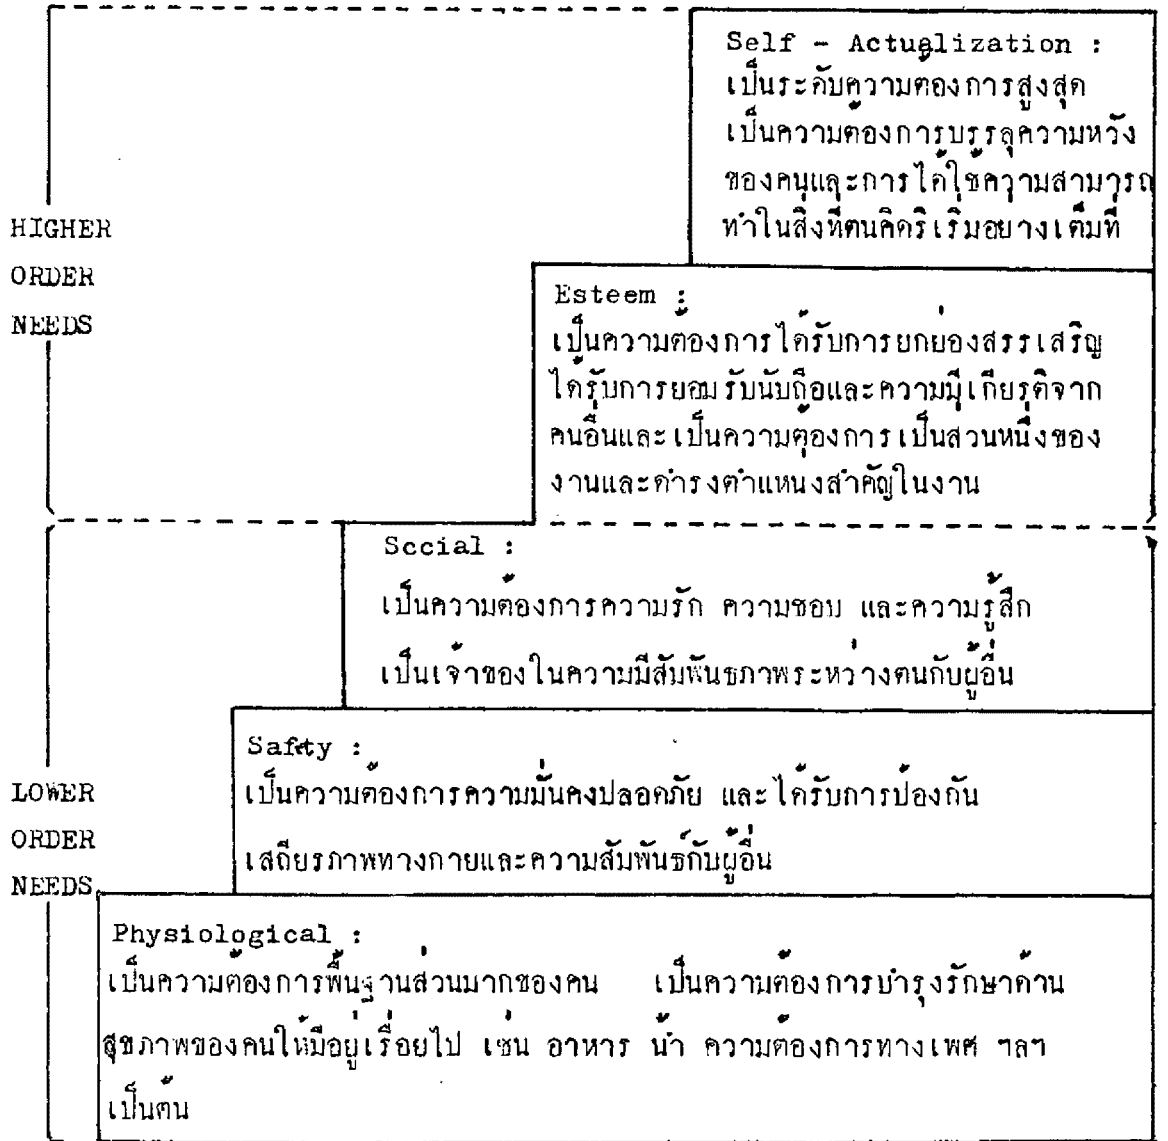 Self - Actualization :
เป็นระดับความต้องการสูงสุด
เป็นความต้องการบรรลุความหวัง
ของตนและการได้ใช้ความสามารถ
ทำในสิ่งที่ตนคิดริเริ่มอย่างเต็มที่
HIGHER
ORDER
NEEDS
Esteem :
เป็นความต้องการได้รับการยกย่องสรรเสริญ
ได้รับการยอมรับนับถือและความมีเกียรติจาก
คนอื่นและเป็นความต้องการเป็นส่วนหนึ่งของ
งานและดำรงตำแหน่งสำคัญในงาน
Social :
เป็นความต้องการความรัก ความชอบ และความรู้สึก
เป็นเจ้าของในความมีสัมพันธภาพระหว่างตนกับผู้อื่น
Safety :
เป็นความต้องการความมั่นคงปลอดภัย และได้รับการป้องกัน
เสถียรภาพทางกายและความสัมพันธ์กับผู้อื่น
LOWER
ORDER
NEEDS
Physiological :
เป็นความต้องการพื้นฐานส่วนมากของคน เป็นความต้องการบำรุงรักษาด้าน
สุขภาพของคนให้มีอยู่เรื่อยไป เช่น อาหาร น้ำ ความต้องการทางเพศ ฯลฯ
เป็นต้น